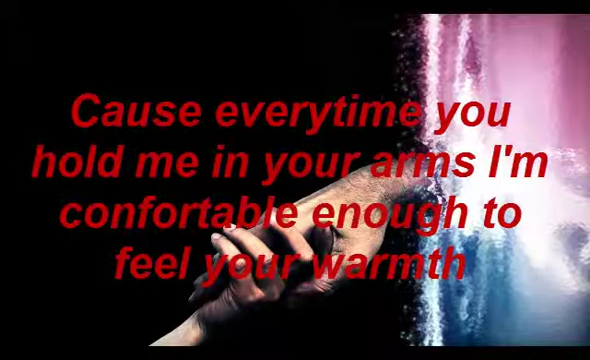 Cause everytime you
hold me in your arms I'm
confortable enough to
feel your warmth